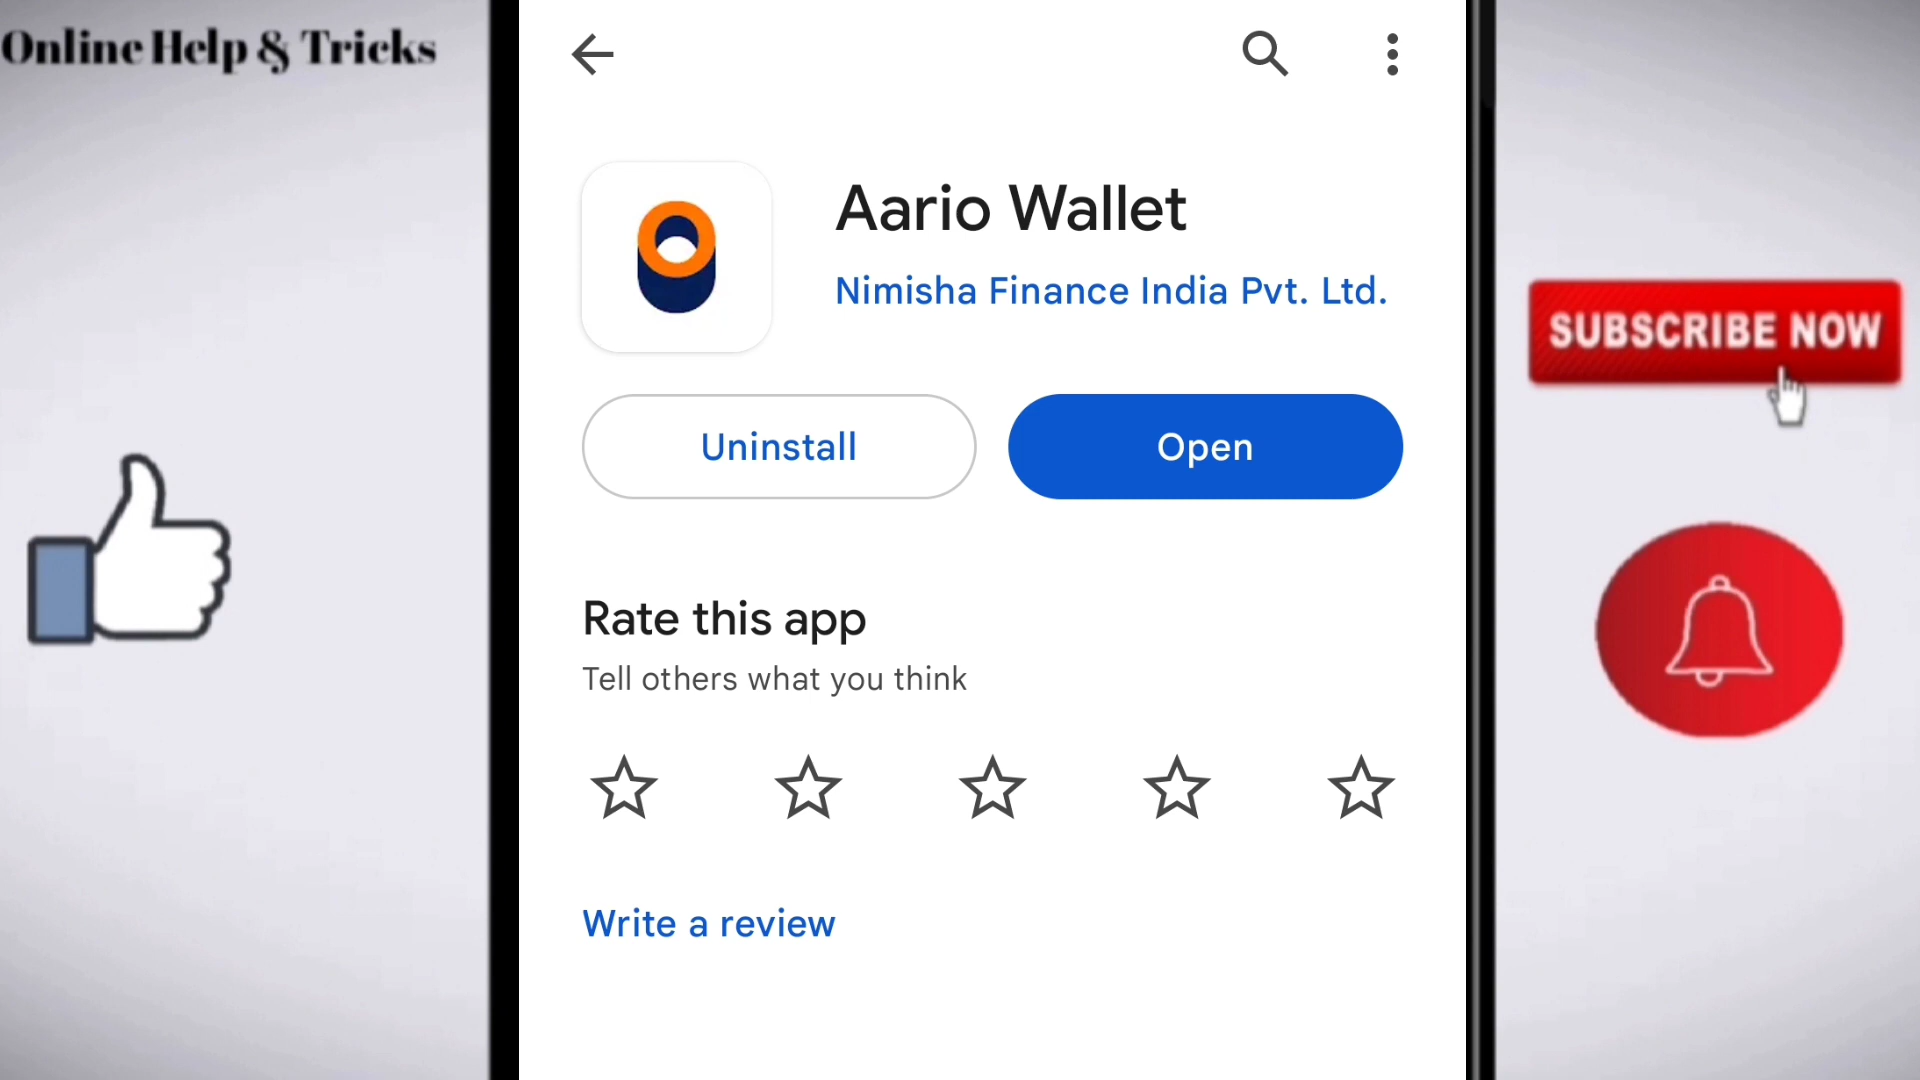 Online Help & Tricks
Aario Wallet
Nimisha Finance India Pvt. Ltd.
Uninstall
Open
SUBSCRIBE NOW
Rate this app
Tell others what you think
Write a review